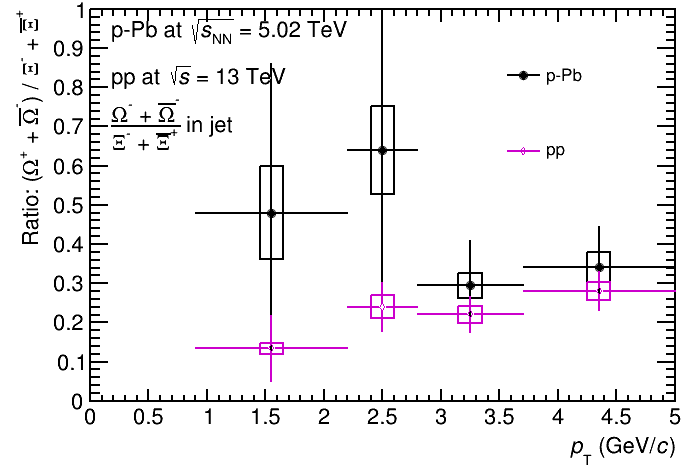 p-Pb at √s_NN = 5.02 TeV
pp at √s = 13 TeV
Ω⁻ + Ω̅⁻
Ξ⁻ + Ξ̅⁺
in jet
p-Pb
pp
Ratio: (Ω⁺ + Ω̅⁻) / Ξ⁻ + Ξ̅⁺
1
0.9
0.8
0.7
0.6
0.5
0.4
0.3
0.2
0.1
0
0 0.5 1 1.5 2 2.5 3 3.5 4 4.5 5
p_T (GeV/c)